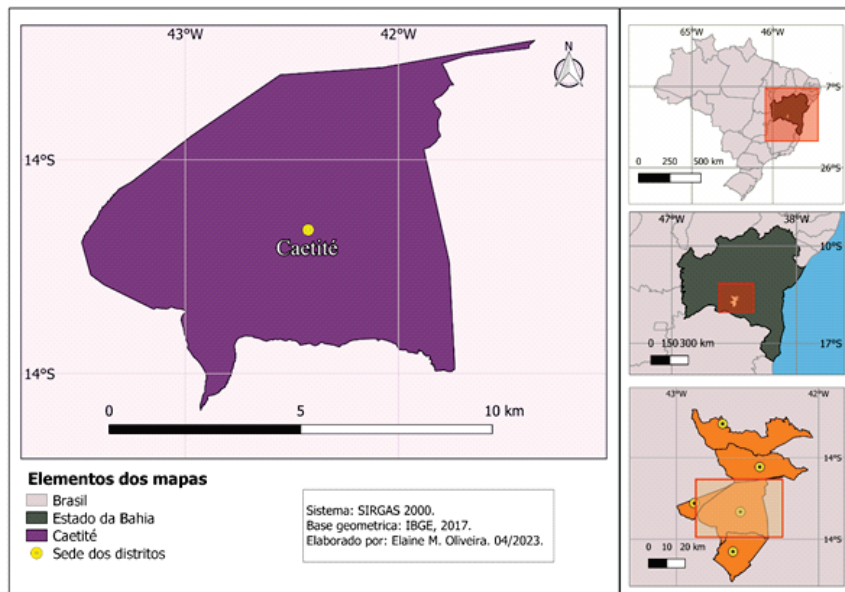 43°W
42°W
N
14°S
Caetité
14°S
0
5
10 km
Elementos dos mapas
Brasil
Estado da Bahia
Caetité
Sede dos distritos
Sistema: SIRGAS 2000.
Base geometrica: IBGE, 2017.
Elaborado por: Elaine M. Oliveira. 04/2023.
65°W
46°W
7°S
0 250 500 km
26°S
47°W
38°W
10°S
0 150 300 km
17°S
43°W
42°W
14°S
14°S
0 10 20 km